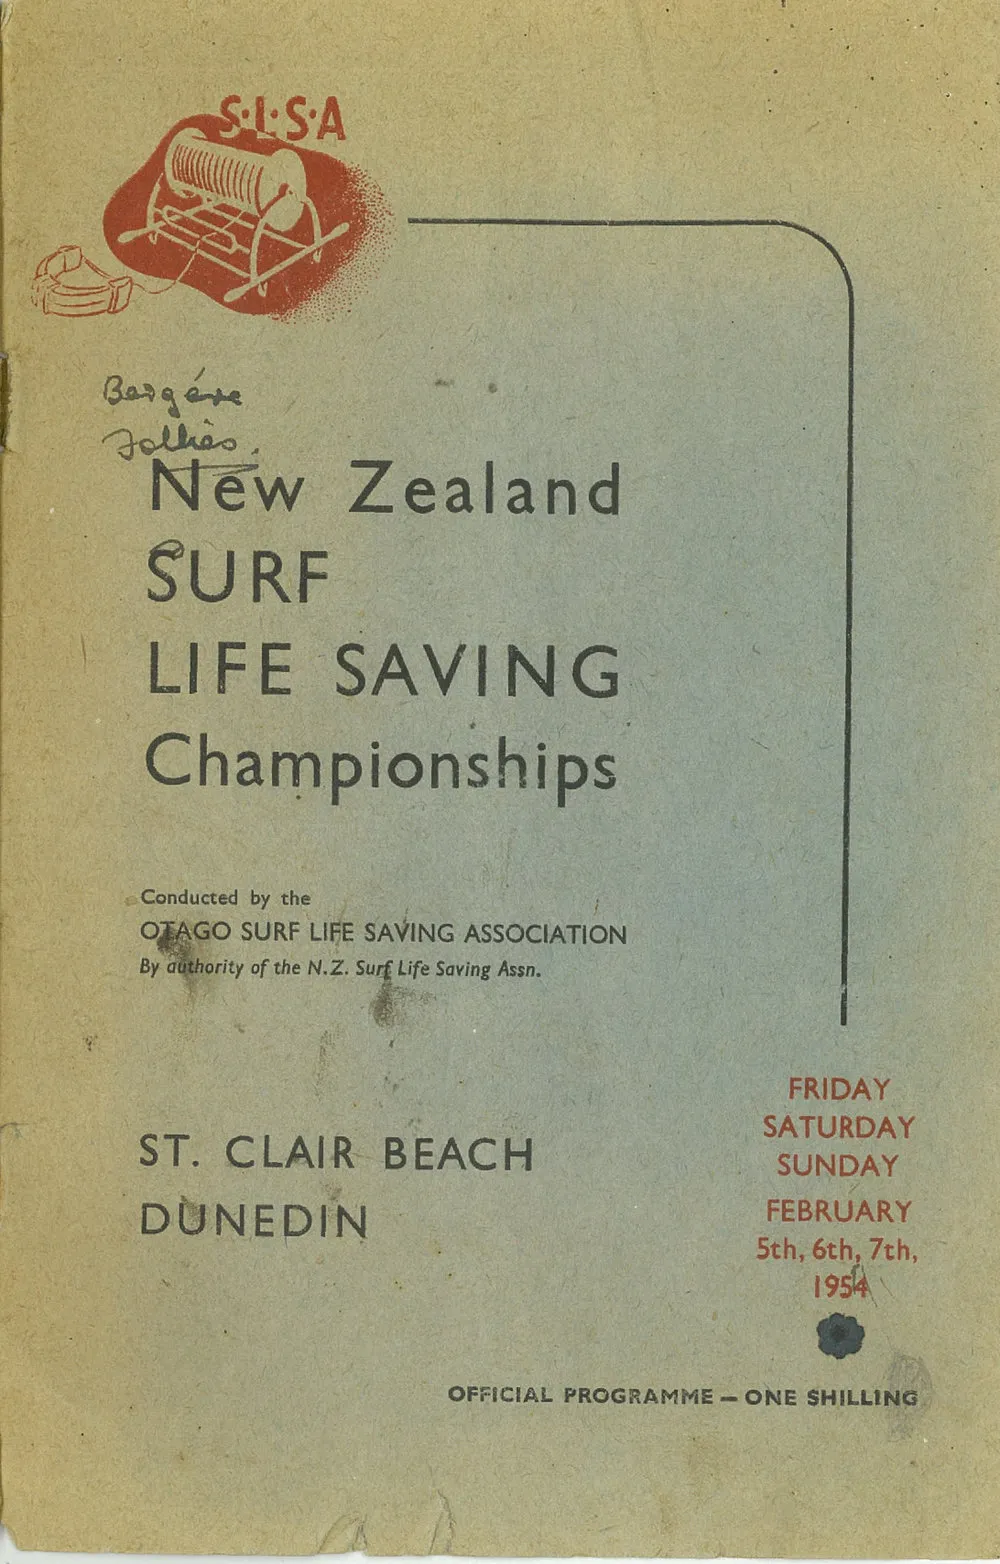 S·L·S·A
Bergére
Follies.
New Zealand
SURF
LIFE SAVING
Championships
Conducted by the
OTAGO SURF LIFE SAVING ASSOCIATION
By authority of the N.Z. Surf Life Saving Assn.
ST. CLAIR BEACH
DUNEDIN
FRIDAY
SATURDAY
SUNDAY
FEBRUARY
5th, 6th, 7th,
1954
OFFICIAL PROGRAMME – ONE SHILLING